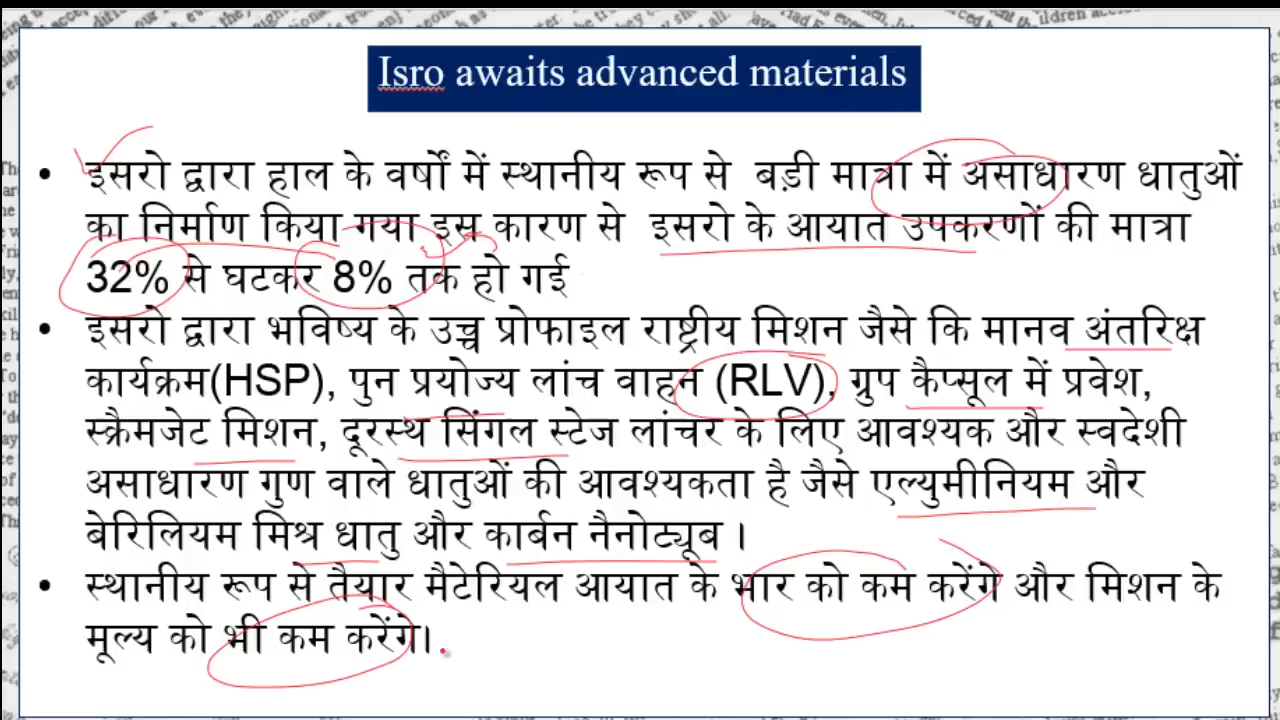 Isro awaits advanced materials
• इसरो द्वारा हाल के वर्षों में स्थानीय रूप से बड़ी मात्रा में असाधारण धातुओं
का निर्माण किया गया इस कारण से इसरो के आयात उपकरणों की मात्रा
32% से घटकर 8% तक हो गई
• इसरो द्वारा भविष्य के उच्च प्रोफाइल राष्ट्रीय मिशन जैसे कि मानव अंतरिक्ष
कार्यक्रम(HSP), पुन प्रयोज्य लांच वाहन (RLV), ग्रुप कैप्सूल में प्रवेश,
स्क्रैमजेट मिशन, दूरस्थ सिंगल स्टेज लांचर के लिए आवश्यक और स्वदेशी
असाधारण गुण वाले धातुओं की आवश्यकता है जैसे एल्युमीनियम और
बेरिलियम मिश्र धातु और कार्बन नैनोट्यूब ।
• स्थानीय रूप से तैयार मैटेरियल आयात के भार को कम करेंगे और मिशन के
मूल्य को भी कम करेंगे।